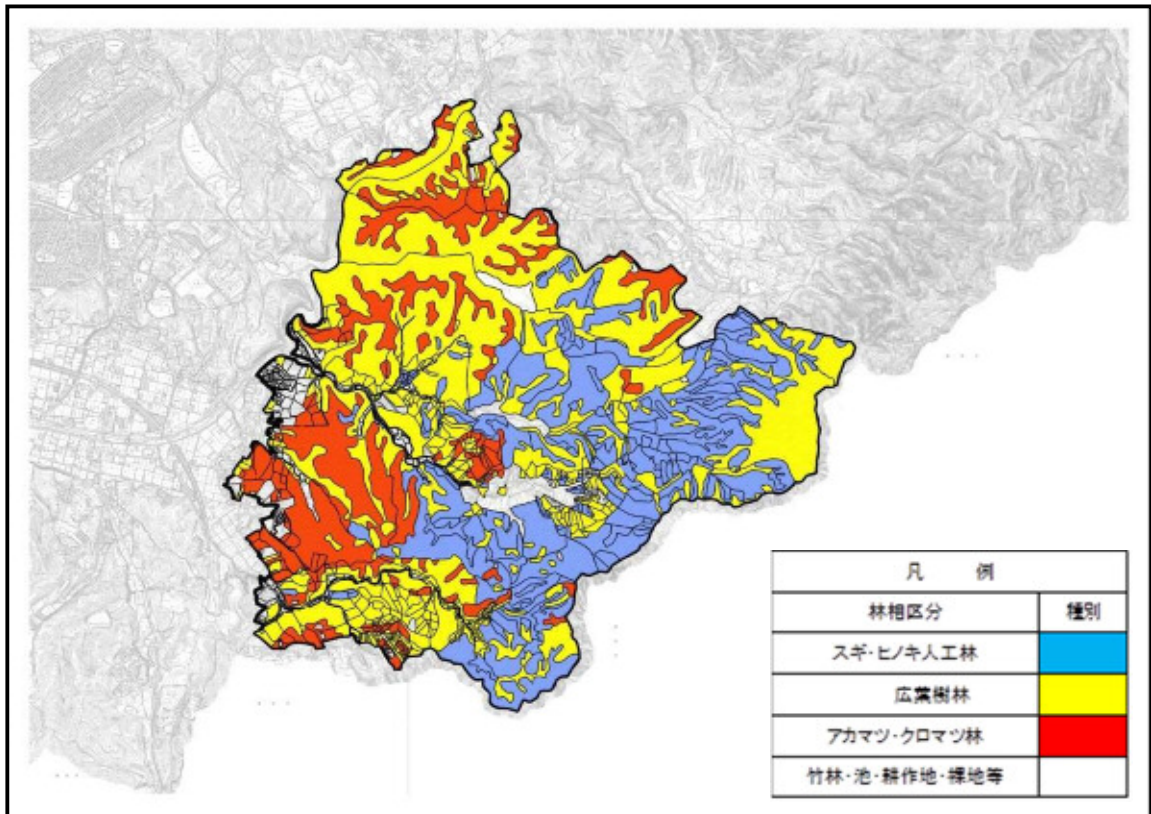 凡 例
林相区分 種別
スギ・ヒノキ人工林
広葉樹林
アカマツ・クロマツ林
竹林・池・耕作地・裸地等